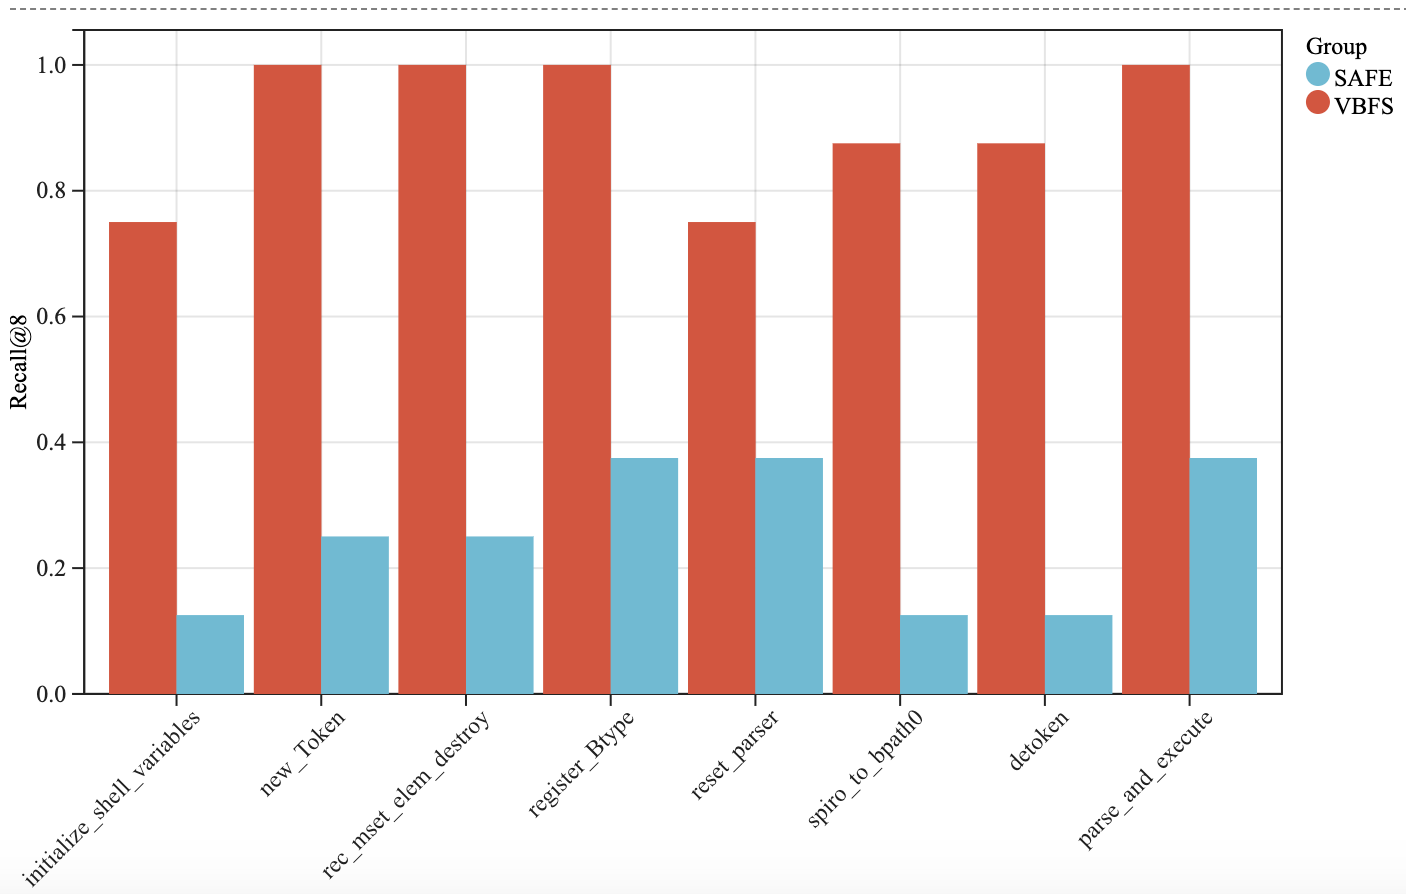 Group
SAFE
VBFS
Recall@8
1.0
0.8
0.6
0.4
0.2
0.0
initialize_shell_variables
new_Token
rec_mset_elem_destroy
register_Btype
reset_parser
spiro_to_bpath0
detoken
parse_and_execute